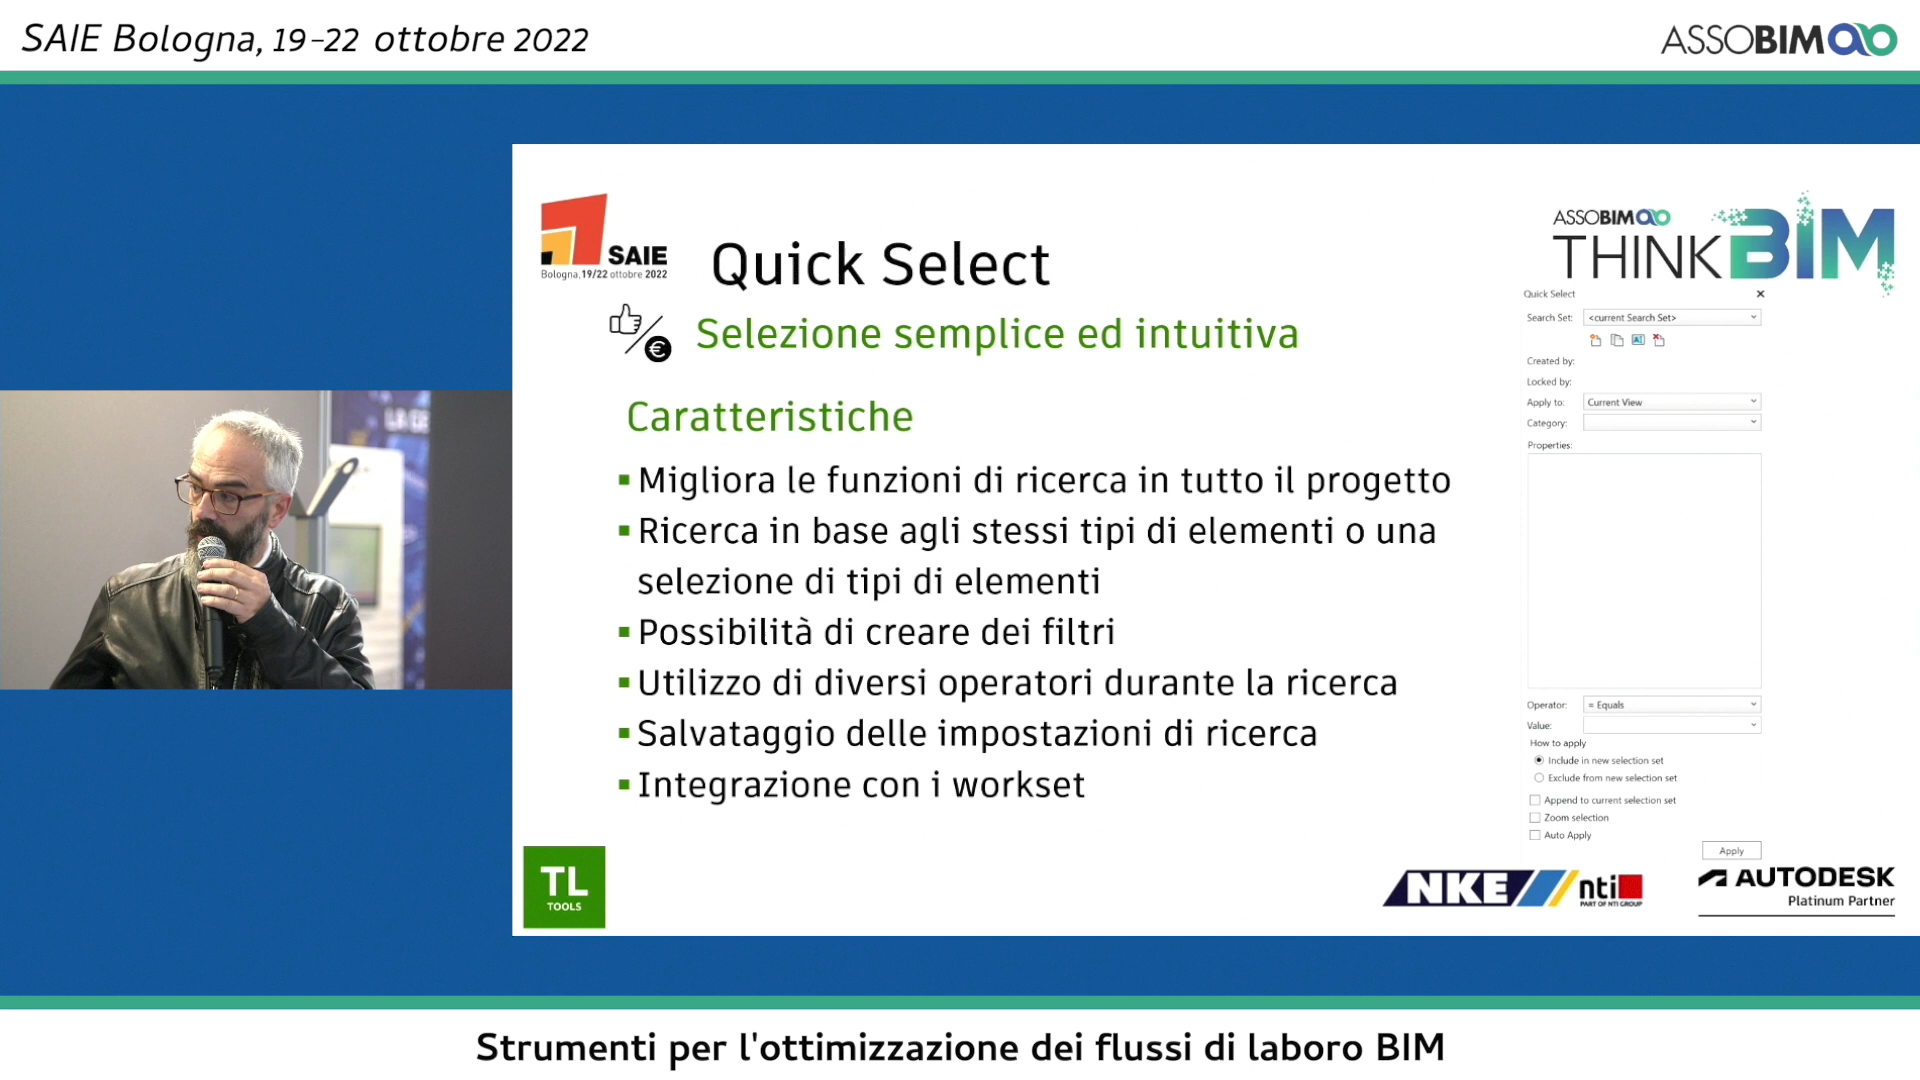 SAIE Bologna, 19-22 ottobre 2022
ASSOBIM
SAIE
Bologna, 19/22 ottobre 2022
Quick Select
ASSOBIM
THINK BIM
Selezione semplice ed intuitiva
Caratteristiche
▪ Migliora le funzioni di ricerca in tutto il progetto
▪ Ricerca in base agli stessi tipi di elementi o una
selezione di tipi di elementi
▪ Possibilità di creare dei filtri
▪ Utilizzo di diversi operatori durante la ricerca
▪ Salvataggio delle impostazioni di ricerca
▪ Integrazione con i workset
Quick Select
Search Set: <current Search Set>
Created by:
Locked by:
Apply to: Current View
Category:
Properties:
Operator: = Equals
Value:
How to apply
Include in new selection set
Exclude from new selection set
Append to current selection set
Zoom selection
Auto Apply
Apply
TL
TOOLS
NKE
nti
PART OF NTI GROUP
AUTODESK
Platinum Partner
Strumenti per l'ottimizzazione dei flussi di laboro BIM